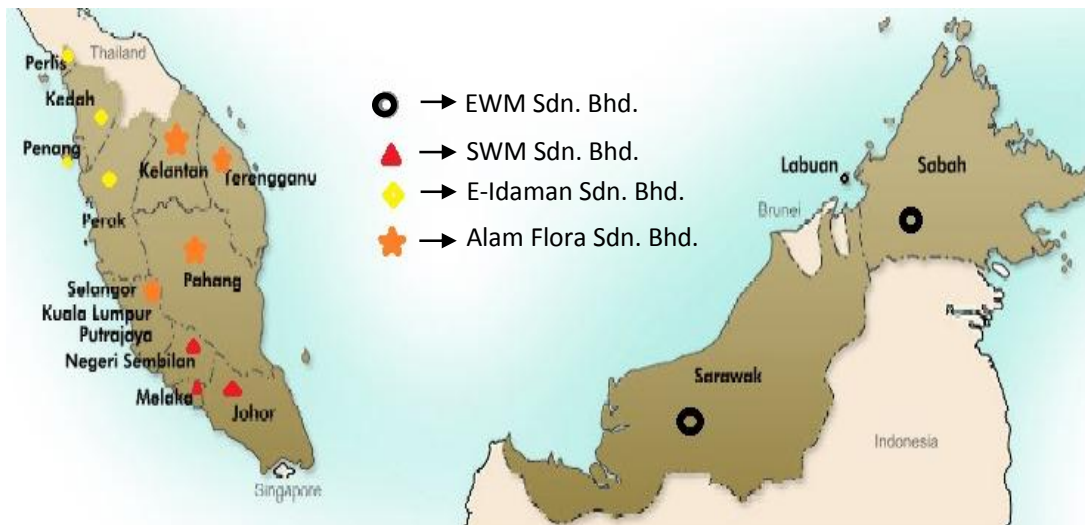 Thailand
Perlis
Kedah
Penang
Kelantan
Terengganu
Perak
Pahang
Selangor
Kuala Lumpur
Putrajaya
Negeri Sembilan
Melaka
Johor
Singapore
→ EWM Sdn. Bhd.
→ SWM Sdn. Bhd.
→ E-Idaman Sdn. Bhd.
→ Alam Flora Sdn. Bhd.
Labuan
Sabah
Brunei
Sarawak
Indonesia